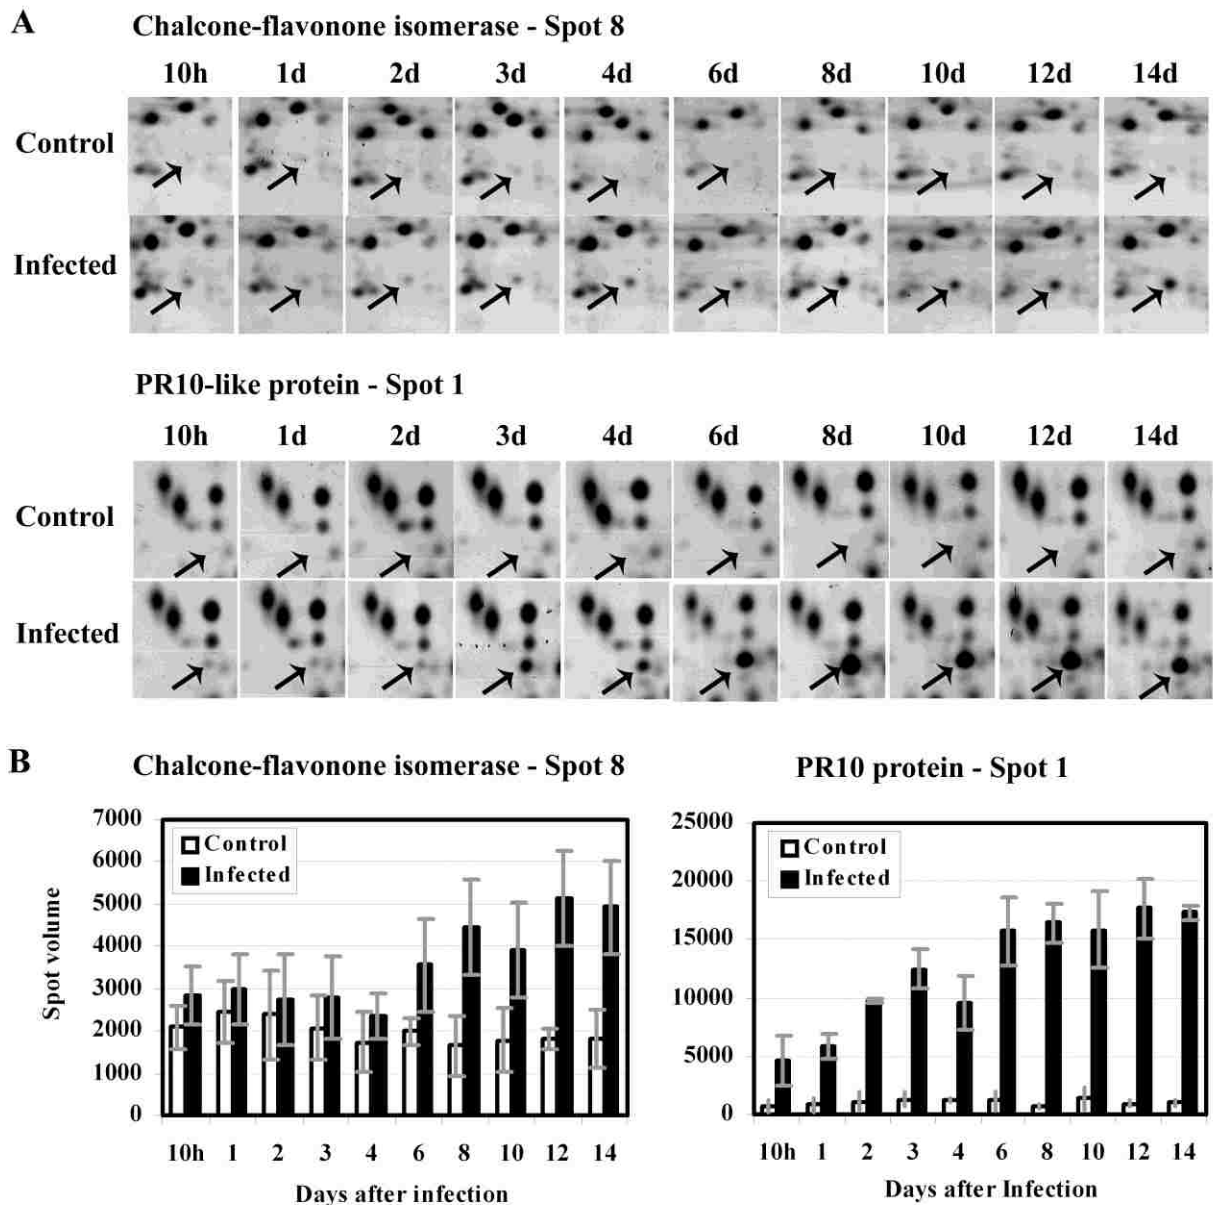 A
Chalcone-flavonone isomerase - Spot 8
10h 1d 2d 3d 4d 6d 8d 10d 12d 14d
Control
Infected
PR10-like protein - Spot 1
10h 1d 2d 3d 4d 6d 8d 10d 12d 14d
Control
Infected
B
Chalcone-flavonone isomerase - Spot 8
7000
6000
5000
4000
3000
2000
1000
0
Spot volume
Control
Infected
10h 1 2 3 4 6 8 10 12 14
Days after infection
PR10 protein - Spot 1
25000
20000
15000
10000
5000
0
Control
Infected
10h 1 2 3 4 6 8 10 12 14
Days after Infection